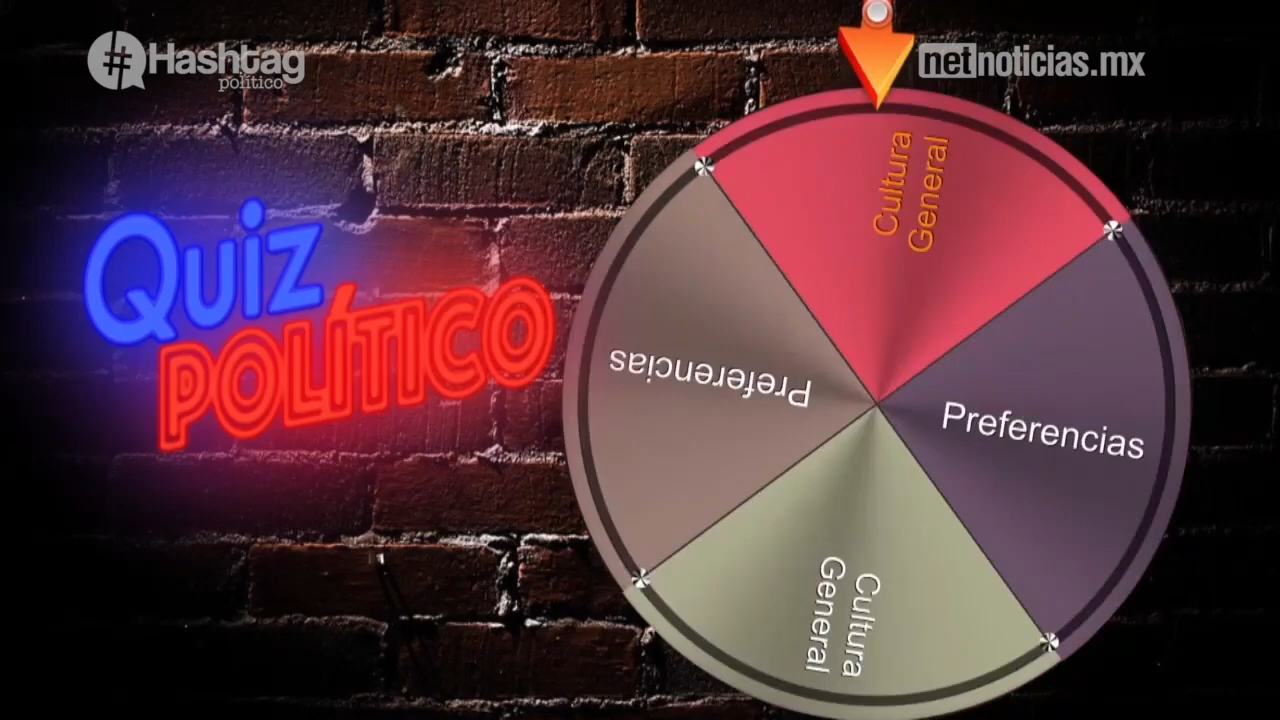 #Hashtag
político
netnoticias.mx
Quiz
POLÍTICO
Cultura
General
Preferencias
Preferencias
Cultura
General